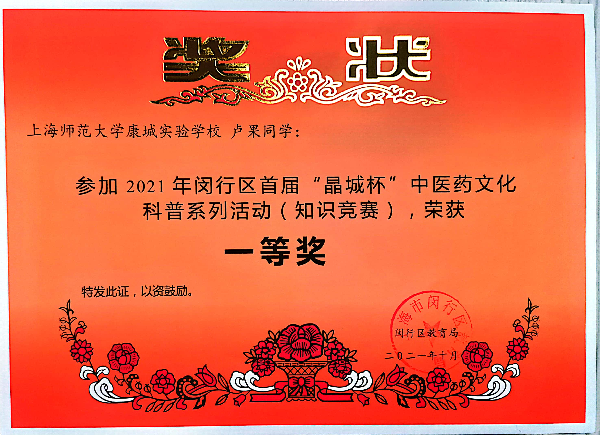 奖 状
上海师范大学康城实验学校 卢果同学：
参加 2021 年闵行区首届“晶城杯”中医药文化
科普系列活动（知识竞赛），荣获
一等奖
特发此证，以资鼓励。
海市闵行区
闵行区教育局
二〇二一年十月